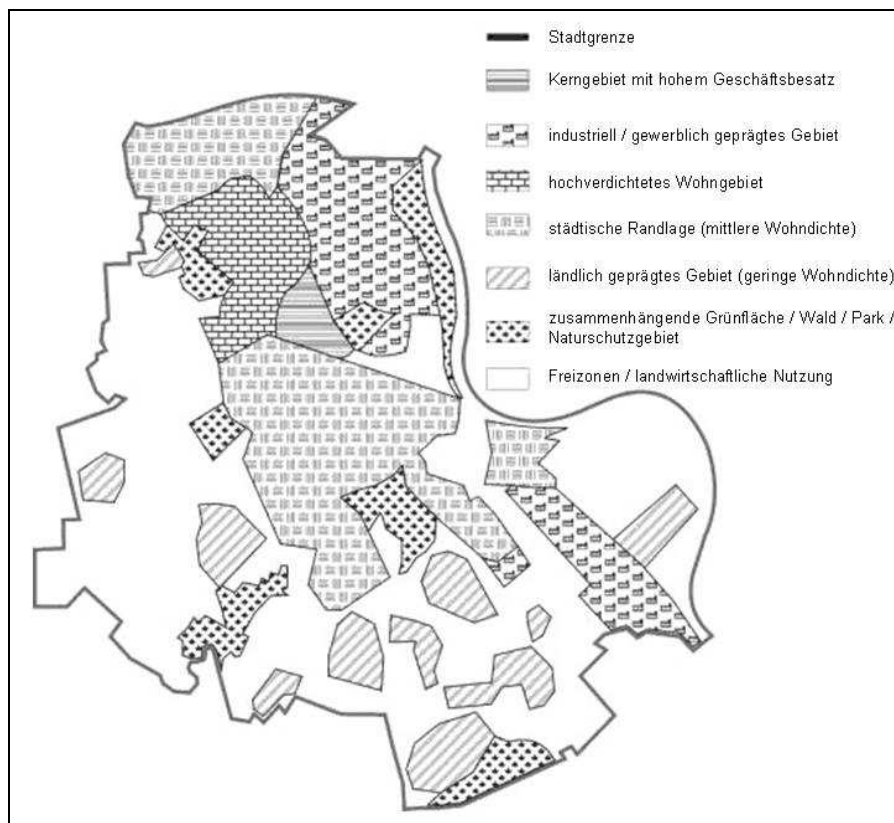 Stadtgrenze
Kerngebiet mit hohem Geschäftsbesatz
industriell / gewerblich geprägtes Gebiet
hochverdichtetes Wohngebiet
städtische Randlage (mittlere Wohndichte)
ländlich geprägtes Gebiet (geringe Wohndichte)
zusammenhängende Grünfläche / Wald / Park /
Naturschutzgebiet
Freizonen / landwirtschaftliche Nutzung